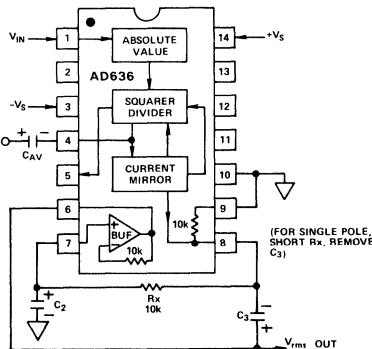 V_IN
1
ABSOLUTE
VALUE
14
+V_S
2
AD636
13
-V_S
3
SQUARER
DIVIDER
12
+
-
4
C_AV
11
5
CURRENT
MIRROR
10
6
10k
9
7
+
BUF
-
10k
8
(FOR SINGLE POLE,
SHORT Rx, REMOVE
C3)
+
C2
Rx
10k
-
C3
+
V_rms OUT